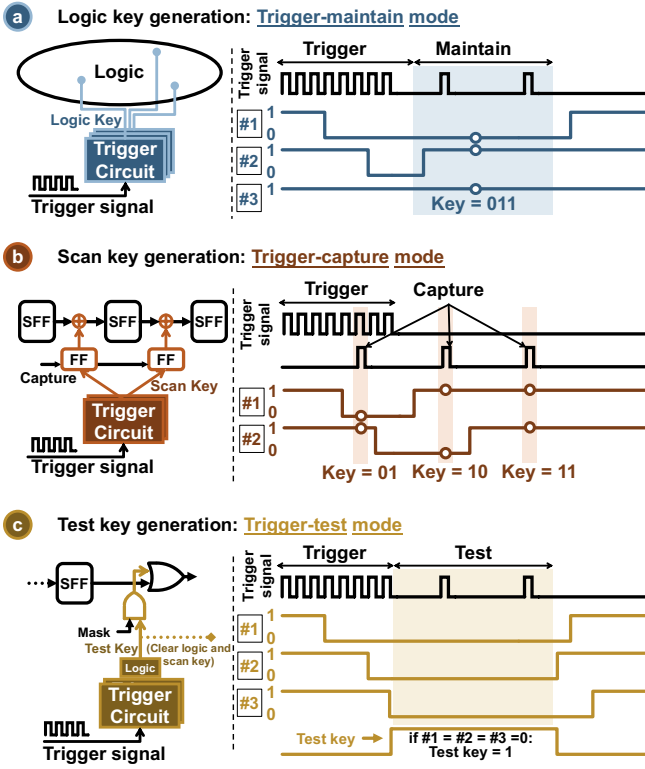 a Logic key generation: Trigger-maintain mode
Logic
Logic Key
Trigger
Circuit
Trigger signal
Trigger
signal
Trigger
Maintain
#1 1
0
#2 1
0
#3 1
Key = 011
b Scan key generation: Trigger-capture mode
SFF SFF SFF
FF FF
Capture
Scan Key
Trigger
Circuit
Trigger signal
Trigger
signal
Trigger
Capture
#1 1
0
#2 1
0
Key = 01 Key = 10 Key = 11
c Test key generation: Trigger-test mode
SFF
Mask
Test Key
(Clear logic and
scan key)
Logic
Trigger
Circuit
Trigger signal
Trigger
signal
Trigger
Test
#1 1
0
#2 1
0
#3 1
0
Test key
if #1 = #2 = #3 =0:
Test key = 1